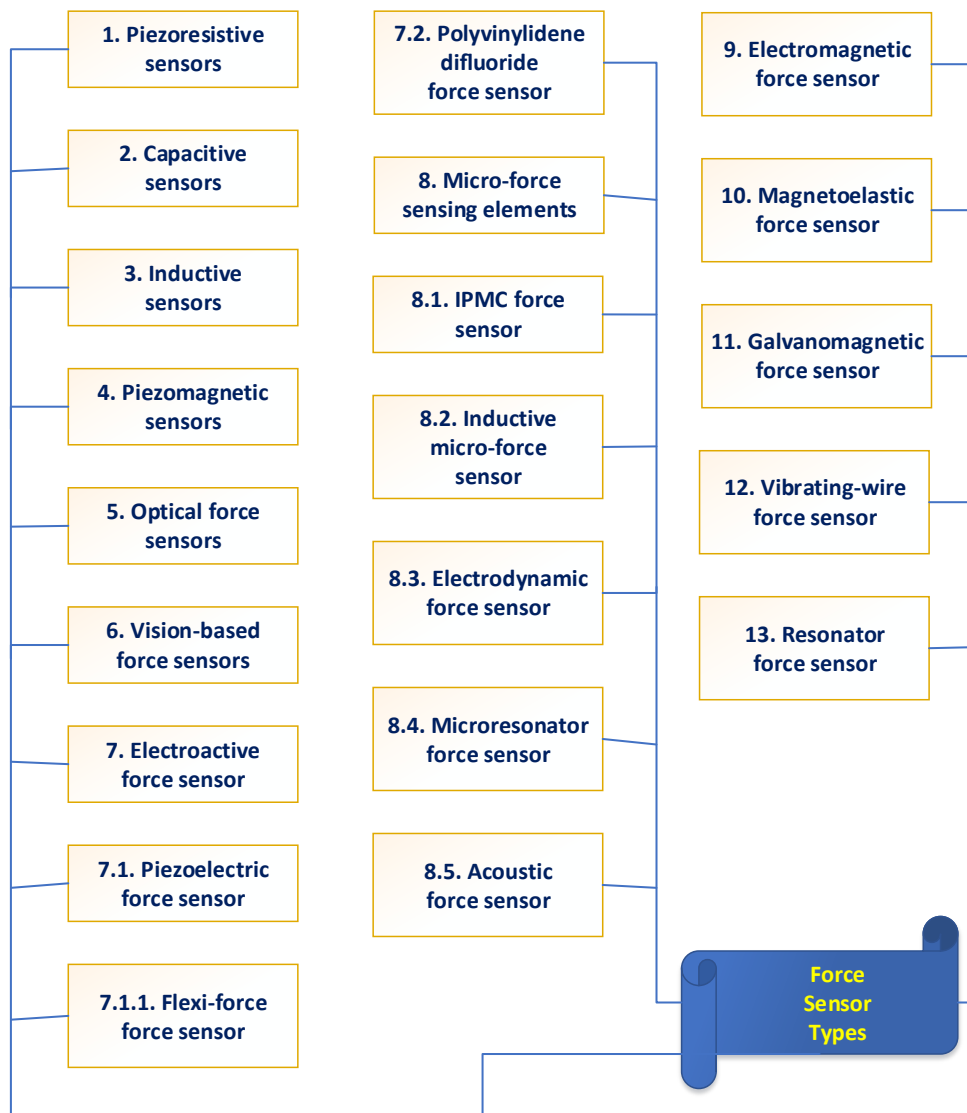 1. Piezoresistive
sensors
2. Capacitive
sensors
3. Inductive
sensors
4. Piezomagnetic
sensors
5. Optical force
sensors
6. Vision-based
force sensors
7. Electroactive
force sensor
7.1. Piezoelectric
force sensor
7.1.1. Flexi-force
force sensor
7.2. Polyvinylidene
difluoride
force sensor
8. Micro-force
sensing elements
8.1. IPMC force
sensor
8.2. Inductive
micro-force
sensor
8.3. Electrodynamic
force sensor
8.4. Microresonator
force sensor
8.5. Acoustic
force sensor
9. Electromagnetic
force sensor
10. Magnetoelastic
force sensor
11. Galvanomagnetic
force sensor
12. Vibrating-wire
force sensor
13. Resonator
force sensor
Force
Sensor
Types